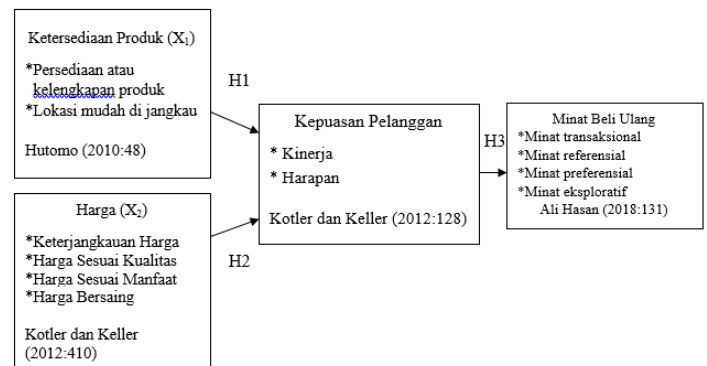 Ketersediaan Produk (X₁)
*Persediaan atau
kelengkapan produk
*Lokasi mudah di jangkau
Hutomo (2010:48)
H1
Harga (X₂)
*Keterjangkauan Harga
*Harga Sesuai Kualitas
*Harga Sesuai Manfaat
*Harga Bersaing
Kotler dan Keller
(2012:410)
H2
Kepuasan Pelanggan
* Kinerja
* Harapan
Kotler dan Keller (2012:128)
H3
Minat Beli Ulang
*Minat transaksional
*Minat referensial
*Minat preferensial
*Minat eksploratif
Ali Hasan (2018:131)